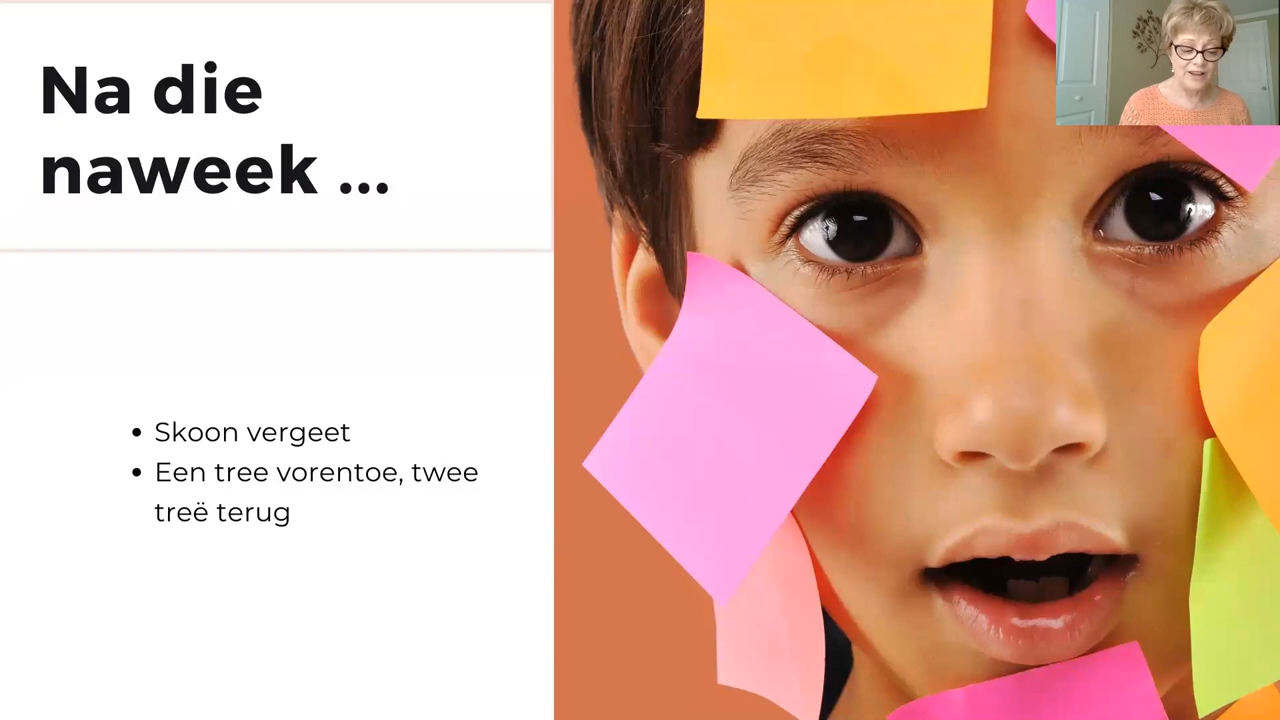 Na die
naweek ...
• Skoon vergeet
• Een tree vorentoe, twee
treë terug